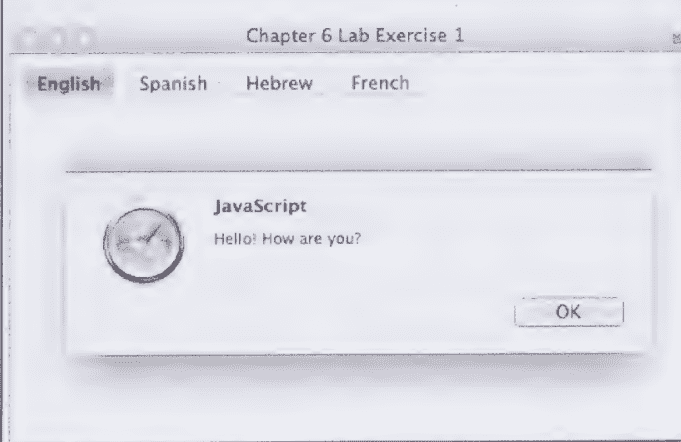 Chapter 6 Lab Exercise 1
English Spanish Hebrew French
JavaScript
Hello! How are you?
OK